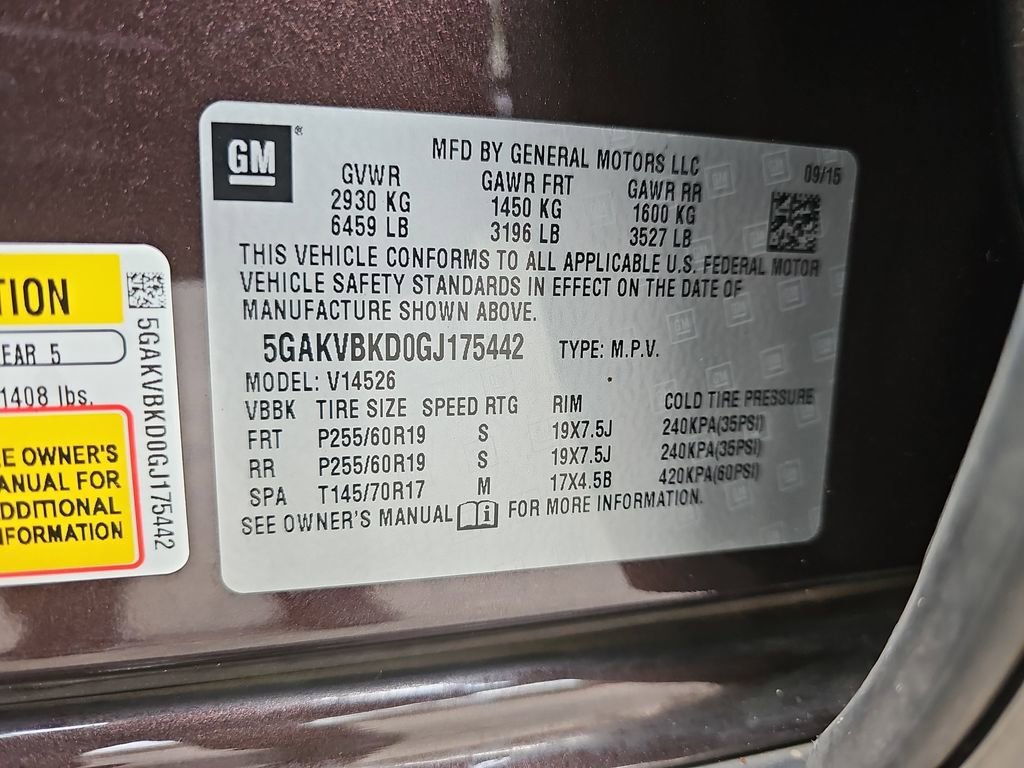 GM
MFD BY GENERAL MOTORS LLC
09/15
GVWR GAWR FRT GAWR RR
2930 KG 1450 KG 1600 KG
6459 LB 3196 LB 3527 LB
THIS VEHICLE CONFORMS TO ALL APPLICABLE U.S. FEDERAL MOTOR
VEHICLE SAFETY STANDARDS IN EFFECT ON THE DATE OF
MANUFACTURE SHOWN ABOVE.
5GAKVBKD0GJ175442 TYPE: M.P.V.
MODEL: V14526
VBBK TIRE SIZE SPEED RTG RIM COLD TIRE PRESSURE
FRT P255/60R19 S 19X7.5J 240KPA(35PSI)
RR P255/60R19 S 19X7.5J 240KPA(35PSI)
SPA T145/70R17 M 17X4.5B 420KPA(60PSI)
SEE OWNER'S MANUAL i FOR MORE INFORMATION.
TION
EAR 5
1408 lbs.
E OWNER'S
ANUAL FOR
DDITIONAL
FORMATION
5GAKVBKD0GJ175442